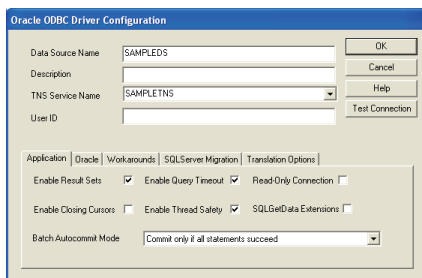 Oracle ODBC Driver Configuration
Data Source Name SAMPLEDS OK
Description Cancel
TNS Service Name SAMPLETNS Help
User ID Test Connection
Application Oracle Workarounds SQLServer Migration Translation Options
Enable Result Sets Enable Query Timeout Read-Only Connection
Enable Closing Cursors Enable Thread Safety SQLGetData Extensions
Batch Autocommit Mode Commit only if all statements succeed